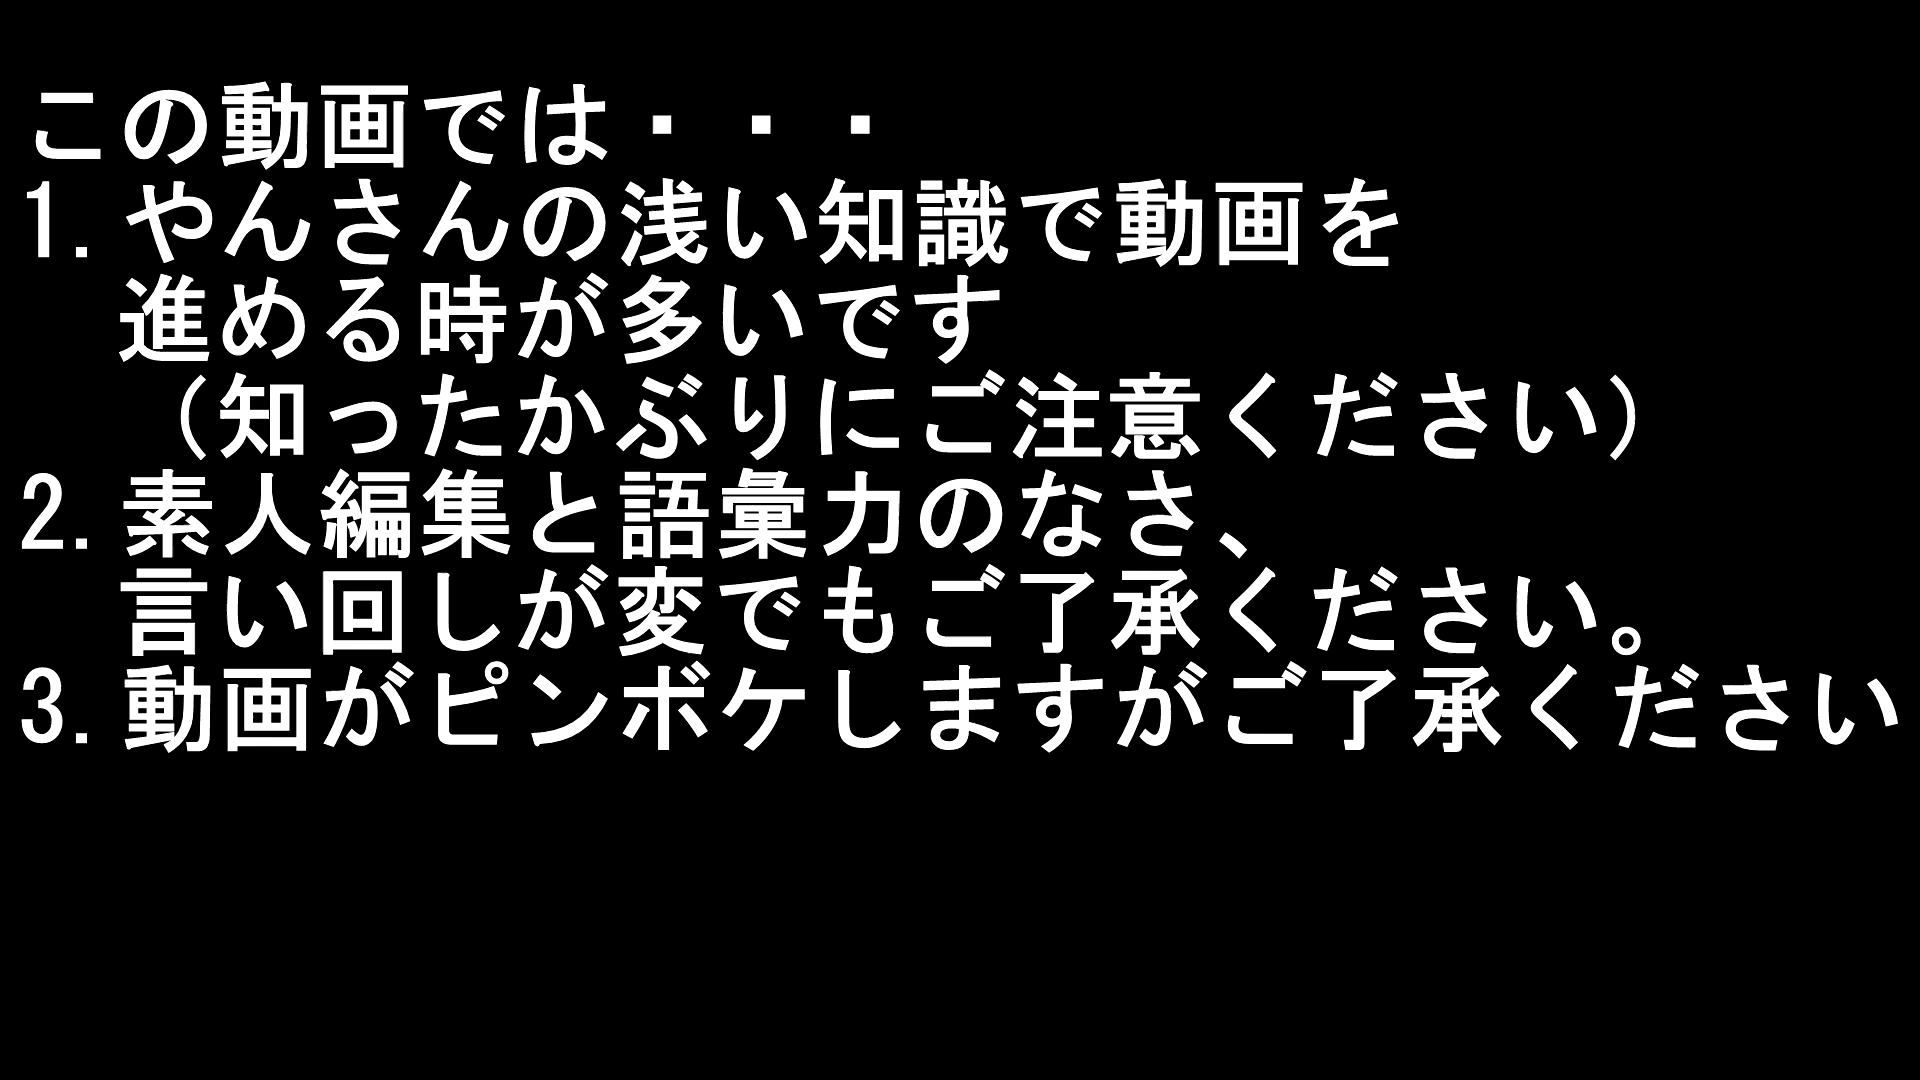 この動画では・・・
1.やんさんの浅い知識で動画を
進める時が多いです
（知ったかぶりにご注意ください）
2.素人編集と語彙力のなさ、
言い回しが変でもご了承ください。
3.動画がピンボケしますがご了承ください